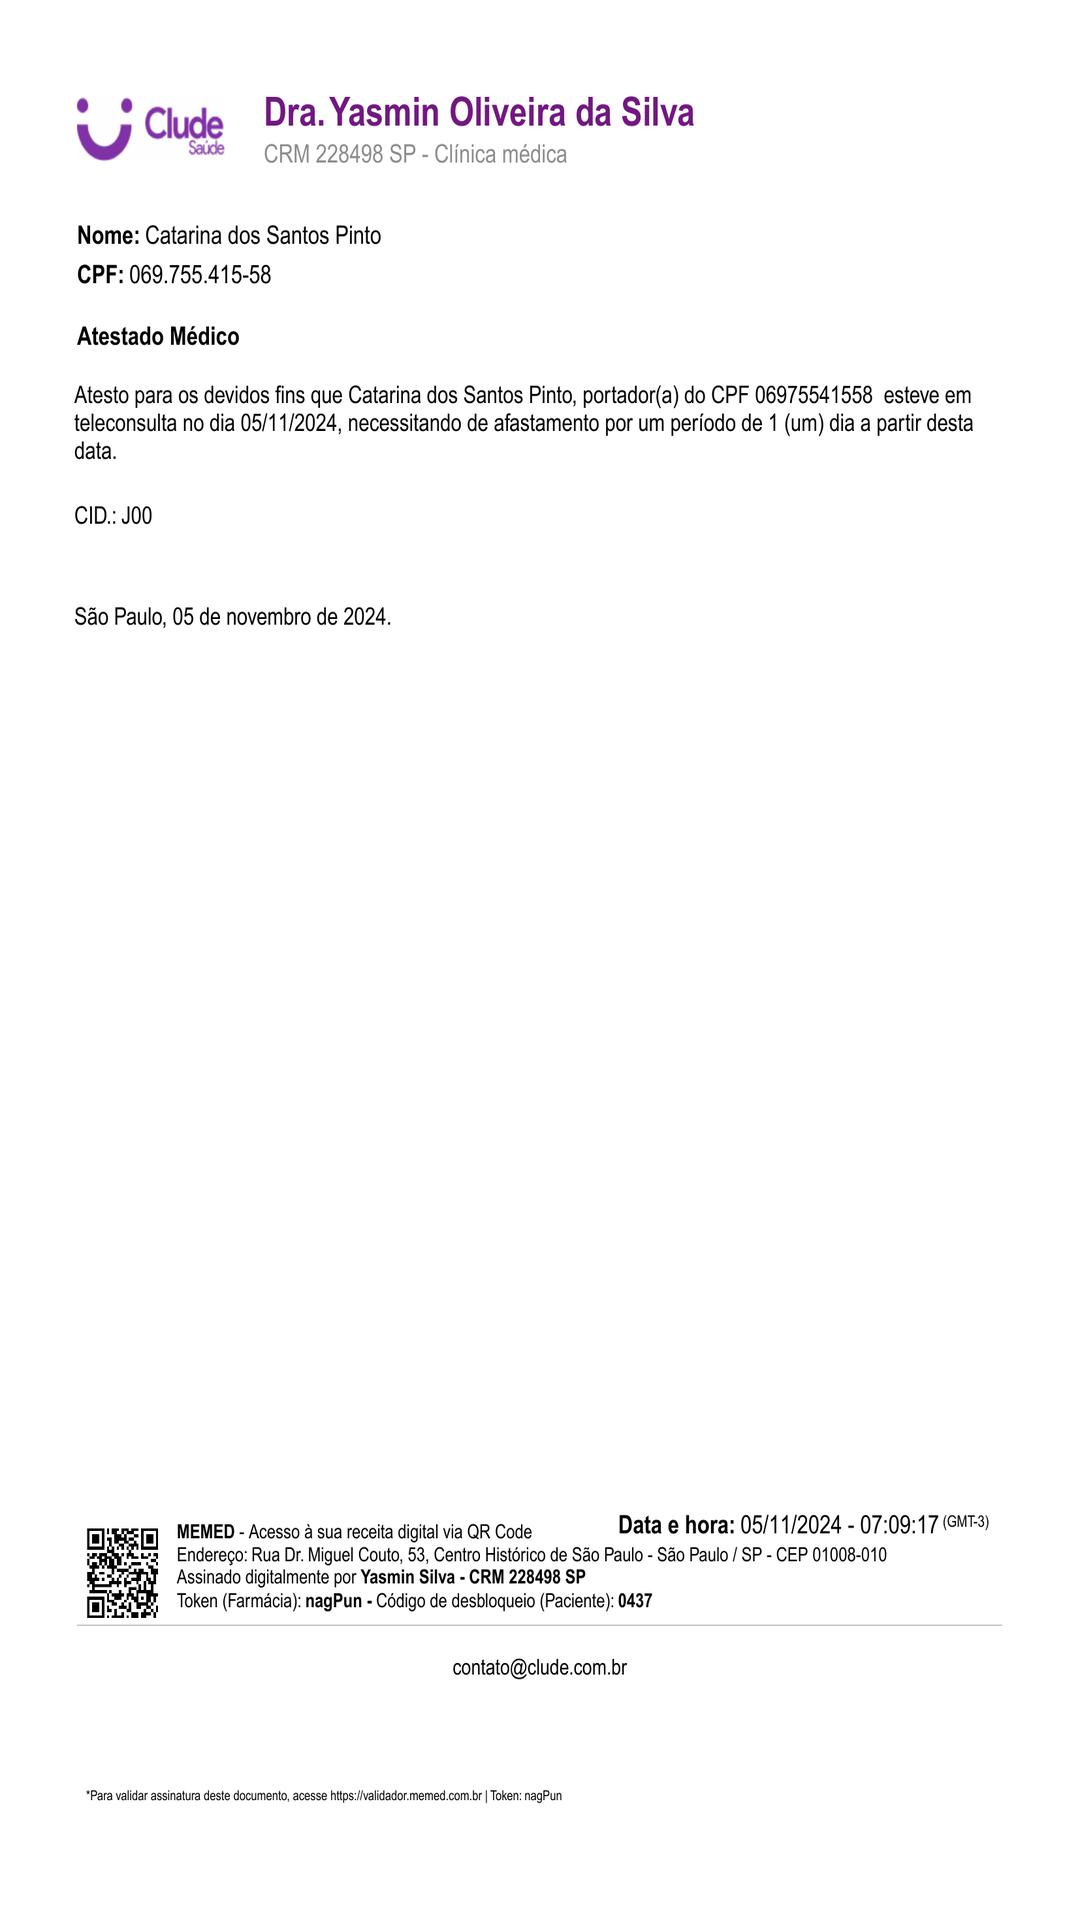 Clude
Saúde
Dra. Yasmin Oliveira da Silva
CRM 228498 SP - Clínica médica
Nome: Catarina dos Santos Pinto
CPF: 069.755.415-58
Atestado Médico
Atesto para os devidos fins que Catarina dos Santos Pinto, portador(a) do CPF 06975541558  esteve em
teleconsulta no dia 05/11/2024, necessitando de afastamento por um período de 1 (um) dia a partir desta
data.
CID.: J00
São Paulo, 05 de novembro de 2024.
Data e hora: 05/11/2024 - 07:09:17 (GMT-3)
MEMED - Acesso à sua receita digital via QR Code
Endereço: Rua Dr. Miguel Couto, 53, Centro Histórico de São Paulo - São Paulo / SP - CEP 01008-010
Assinado digitalmente por Yasmin Silva - CRM 228498 SP
Token (Farmácia): nagPun - Código de desbloqueio (Paciente): 0437
contato@clude.com.br
*Para validar assinatura deste documento, acesse https://validador.memed.com.br | Token: nagPun